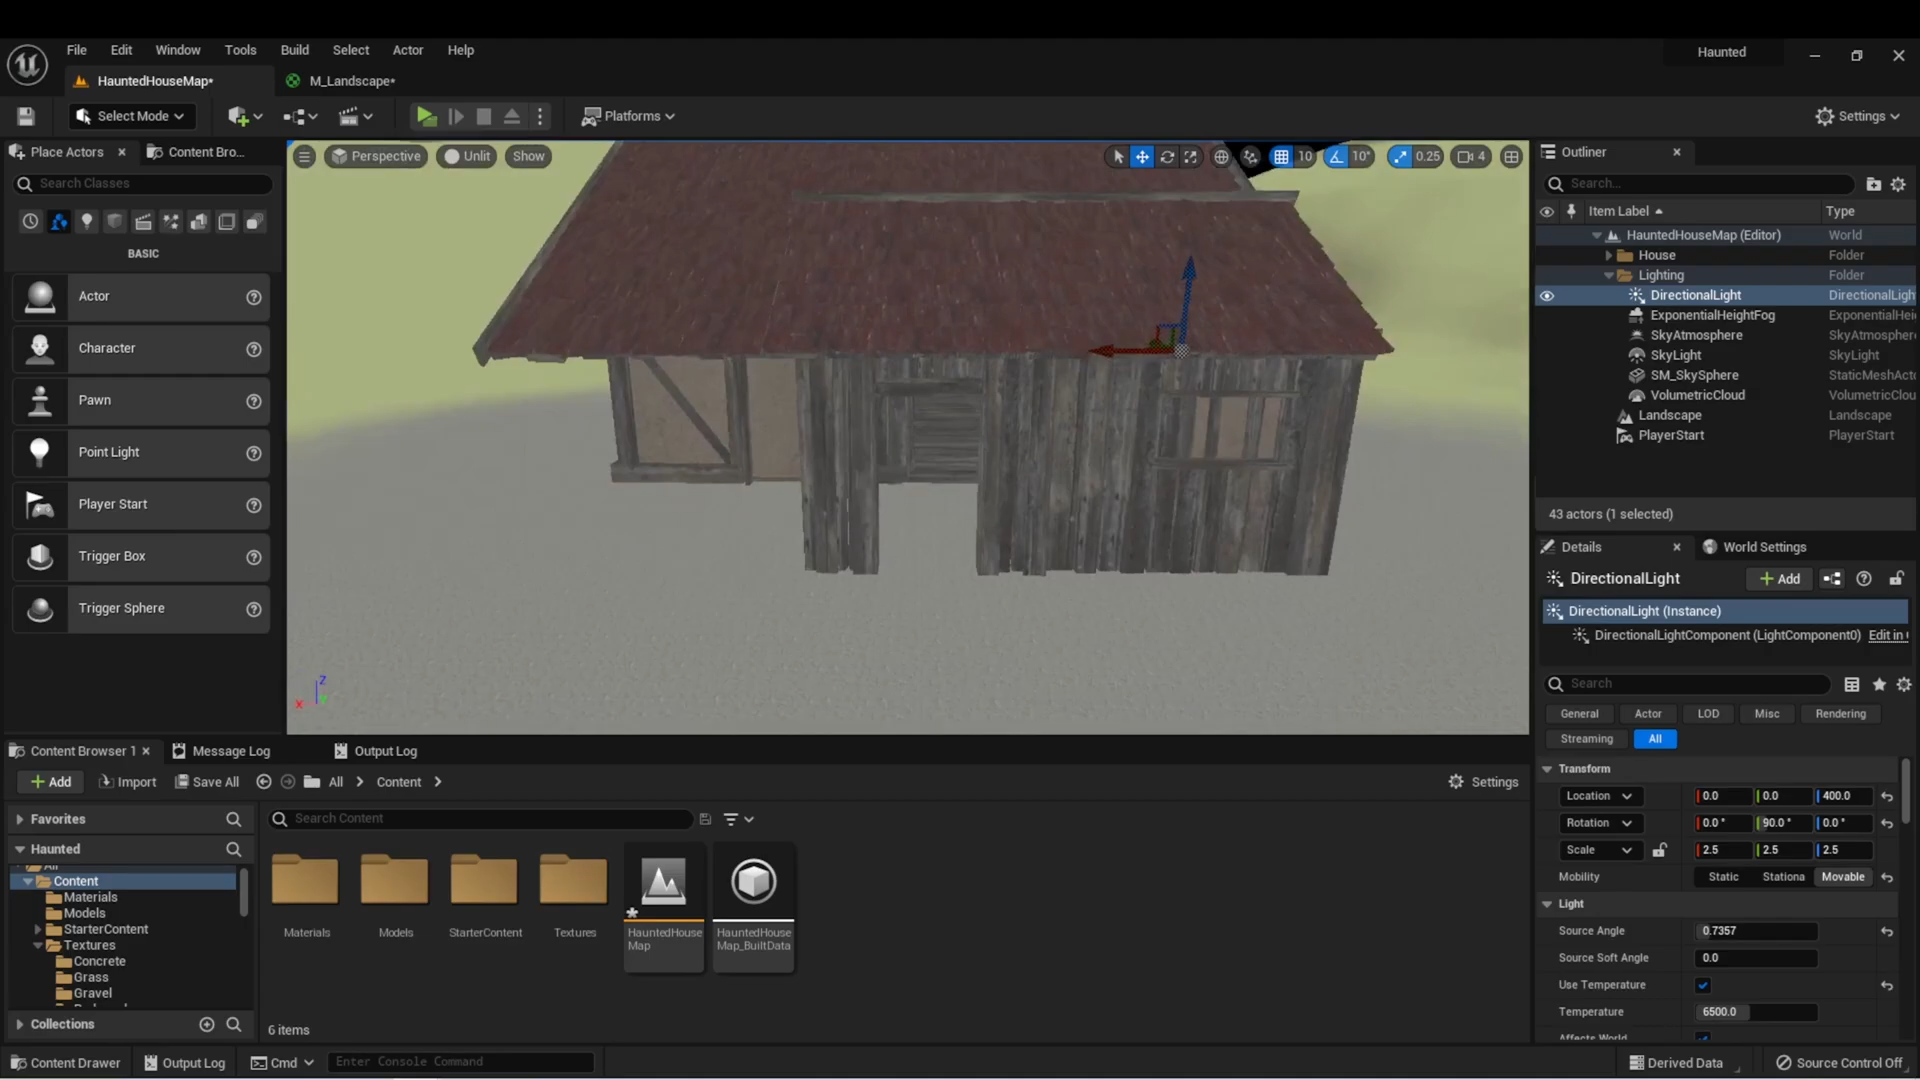 File Edit Window Tools Build Select Actor Help
Haunted
HauntedHouseMap*
M_Landscape*
Select Mode
Platforms
Settings
Place Actors
Content Bro...
Search Classes
BASIC
Actor
Character
Pawn
Point Light
Player Start
Trigger Box
Trigger Sphere
Perspective
Unlit
Show
10
10°
0.25
4
Z
X
Outliner
Search...
Item Label
Type
HauntedHouseMap (Editor) World
House Folder
Lighting Folder
DirectionalLight DirectionalLigh
ExponentialHeightFog ExponentialHei
SkyAtmosphere SkyAtmosphere
SkyLight SkyLight
SM_SkySphere StaticMeshActo
VolumetricCloud VolumetricClou
Landscape Landscape
PlayerStart PlayerStart
43 actors (1 selected)
Details
World Settings
DirectionalLight
Add
DirectionalLight (Instance)
DirectionalLightComponent (LightComponent0) Edit in
Search
General Actor LOD Misc Rendering
Streaming All
Transform
Location 0.0 0.0 400.0
Rotation 0.0° 90.0° 0.0°
Scale 2.5 2.5 2.5
Mobility Static Stationa Movable
Light
Source Angle 0.7357
Source Soft Angle 0.0
Use Temperature
Temperature 6500.0
Affects World
Content Browser 1
Message Log
Output Log
Add Import Save All All Content
Settings
Favorites
Haunted
All
Content
Materials
Models
StarterContent
Textures
Concrete
Grass
Gravel
Collections
Search Content
Materials
Models
StarterContent
Textures
HauntedHouse
Map
HauntedHouse
Map_BuiltData
6 items
Content Drawer
Output Log
Cmd
Enter Console Command
Derived Data
Source Control Off